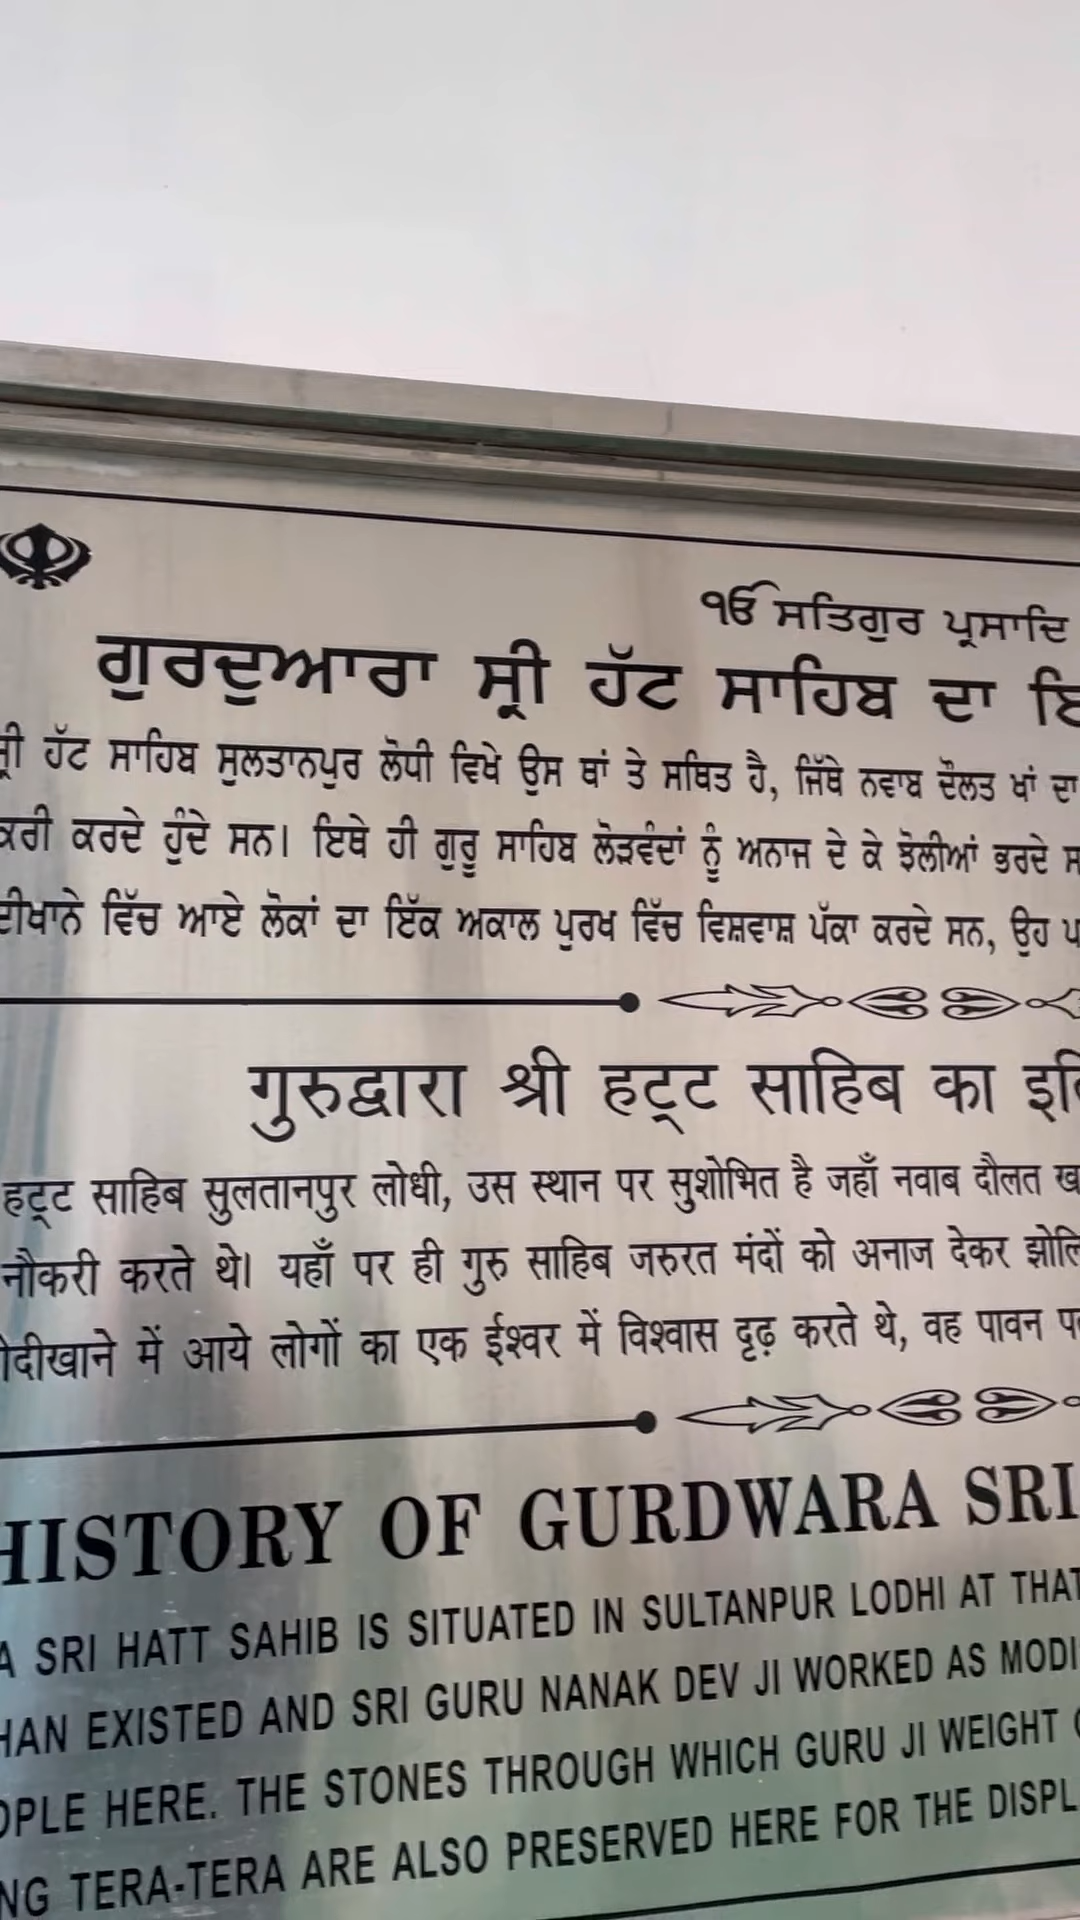 ੴ ਸਤਿਗੁਰ ਪ੍ਰਸਾਦਿ
ਗੁਰਦੁਆਰਾ ਸ੍ਰੀ ਹੱਟ ਸਾਹਿਬ ਦਾ
ਹੱਟ ਸਾਹਿਬ ਸੁਲਤਾਨਪੁਰ ਲੋਧੀ ਵਿਖੇ ਉਸ ਥਾਂ ਤੇ ਸਥਿਤ ਹੈ, ਜਿੱਥੇ ਨਵਾਬ ਦੌਲਤ ਖਾਂ ਦਾ
ਕਰਦੇ ਹੁੰਦੇ ਸਨ। ਇਥੇ ਹੀ ਗੁਰੂ ਸਾਹਿਬ ਲੋੜਵੰਦਾਂ ਨੂੰ ਅਨਾਜ ਦੇ ਕੇ ਝੋਲੀਆਂ ਭਰਦੇ
ਵਿੱਚ ਆਏ ਲੋਕਾਂ ਦਾ ਇੱਕ ਅਕਾਲ ਪੁਰਖ ਵਿੱਚ ਵਿਸ਼ਵਾਸ਼ ਪੱਕਾ ਕਰਦੇ ਸਨ, ਉਹ
गुरुद्वारा श्री हट्ट साहिब का
हट्ट साहिब सुलतानपुर लोधी, उस स्थान पर सुशोभित है जहाँ नवाब दौलत
नौकरी करते थे। यहाँ पर ही गुरु साहिब जरुरत मंदों को अनाज देकर
में आये लोगों का एक ईश्वर में विश्वास दृढ़ करते थे, वह पावन
HISTORY OF GURDWARA SRI
SRI HATT SAHIB IS SITUATED IN SULTANPUR LODHI AT THAT
EXISTED AND SRI GURU NANAK DEV JI WORKED AS MODI
HERE. THE STONES THROUGH WHICH GURU JI WEIGHT
TERA-TERA ARE ALSO PRESERVED HERE FOR THE